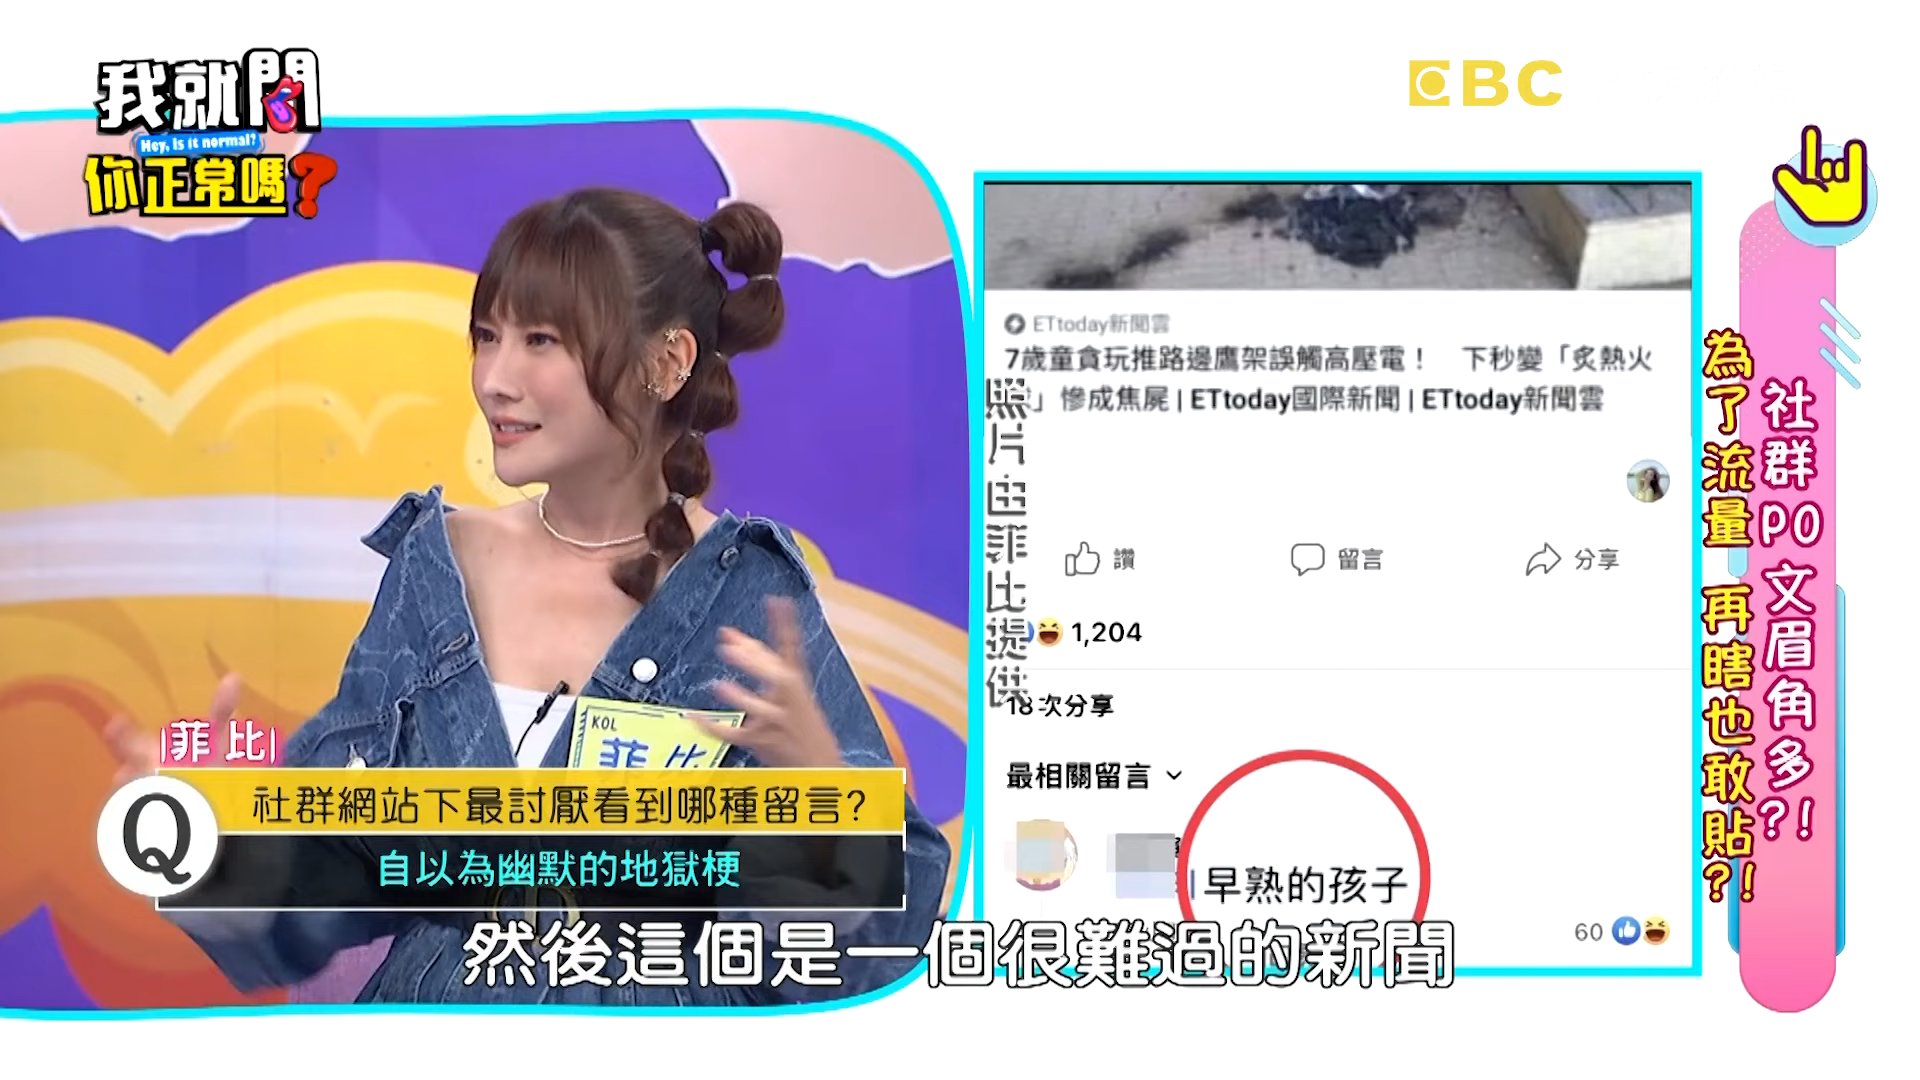 我就問
Hey, Is it normal?
你正常嗎?
EBC
ETtoday新聞雲
7歲童貪玩推路邊鷹架誤觸高壓電！ 下秒變「炙熱火
」慘成焦屍 | ETtoday國際新聞 | ETtoday新聞雲
照片由菲比提供
讚
留言
分享
1,204
18次分享
最相關留言
早熟的孩子
60
社群PO文眉角多?!
為了流量 再瞎也敢貼?!
KOL
菲比
菲比
Q
社群網站下最討厭看到哪種留言?
自以為幽默的地獄梗
然後這個是一個很難過的新聞